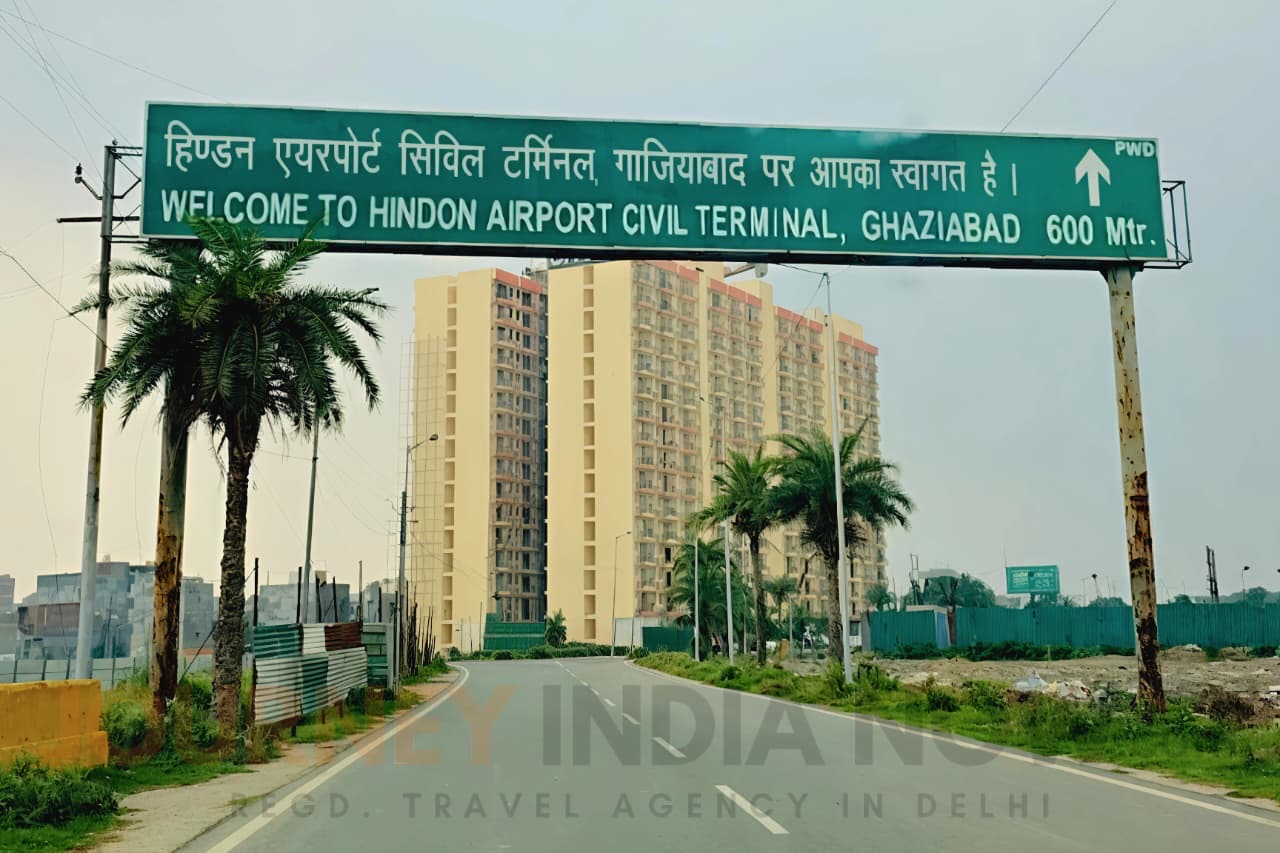 हिण्डन एयरपोर्ट सिविल टर्मिनल, गाजियाबाद पर आपका स्वागत है।
PWD
WELCOME TO HINDON AIRPORT CIVIL TERMINAL, GHAZIABAD 600 Mtr.
INDIA
REGD. TRAVEL AGENCY IN DELHI